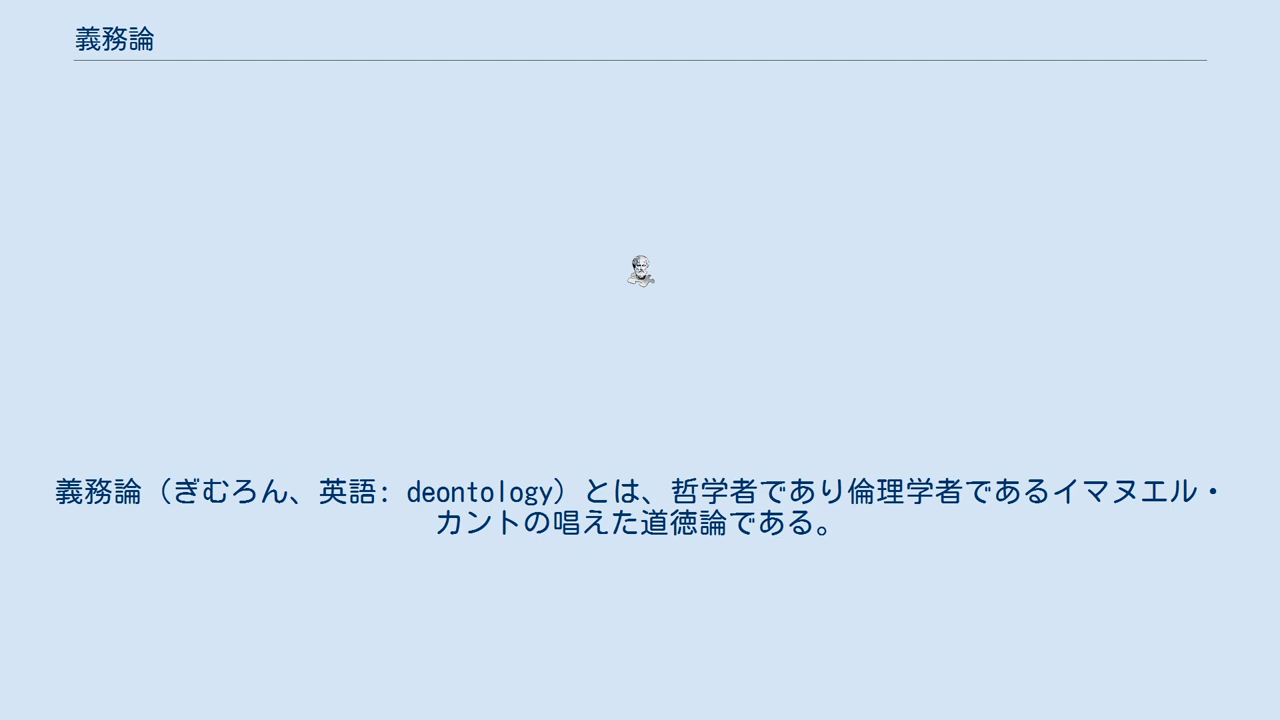 義務論
義務論（ぎむろん、英語: deontology）とは、哲学者であり倫理学者であるイマヌエル・
カントの唱えた道徳論である。